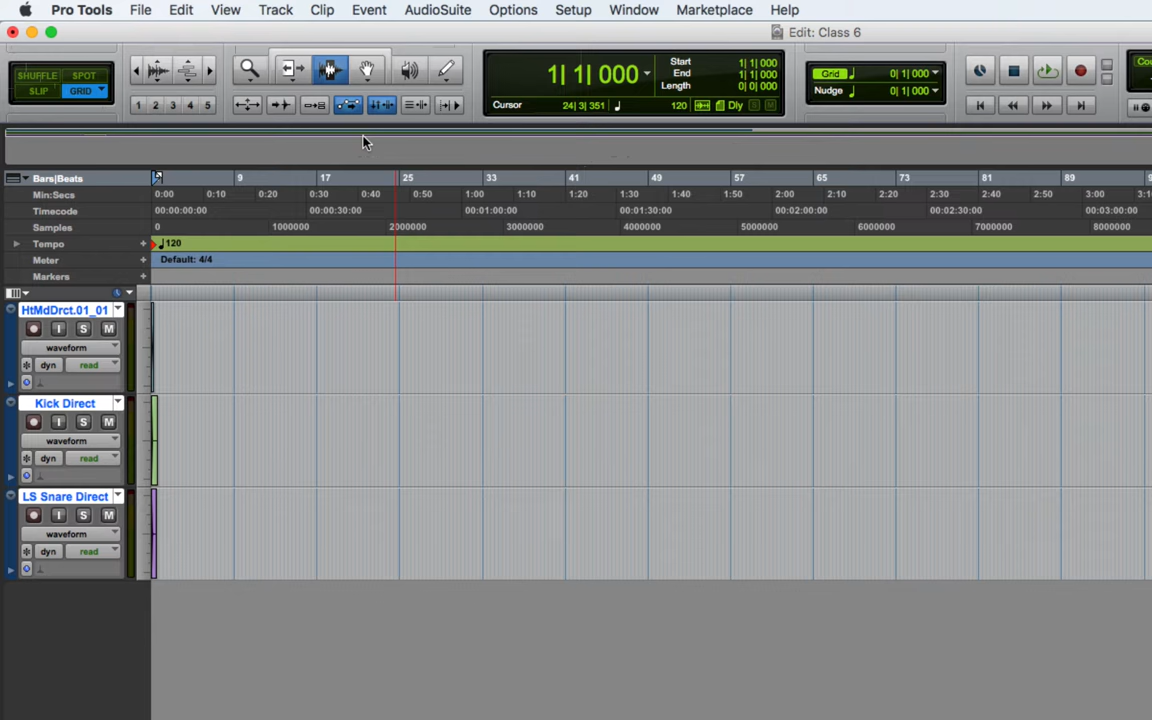 Pro Tools File Edit View Track Clip Event AudioSuite Options Setup Window Marketplace Help
Edit: Class 6
SHUFFLE SPOT
SLIP GRID
1 2 3 4 5
1| 1| 000
Start 1| 1| 000
End 1| 1| 000
Length 0| 0| 000
Cursor 24| 3| 351 120 Dly S M
Grid 0| 1| 000
Nudge 0| 1| 000
Cou
Bars|Beats 9 17 25 33 41 49 57 65 73 81 89
Min:Secs 0:00 0:10 0:20 0:30 0:40 0:50 1:00 1:10 1:20 1:30 1:40 1:50 2:00 2:10 2:20 2:30 2:40 2:50 3:00
Timecode 00:00:00:00 00:00:30:00 00:01:00:00 00:01:30:00 00:02:00:00 00:02:30:00 00:03:00:00
Samples 0 1000000 2000000 3000000 4000000 5000000 6000000 7000000 8000000
Tempo + 120
Meter + Default: 4/4
Markers +
HtMdDrct.01_01
I S M
waveform
dyn read
Kick Direct
I S M
waveform
dyn read
LS Snare Direct
I S M
waveform
dyn read